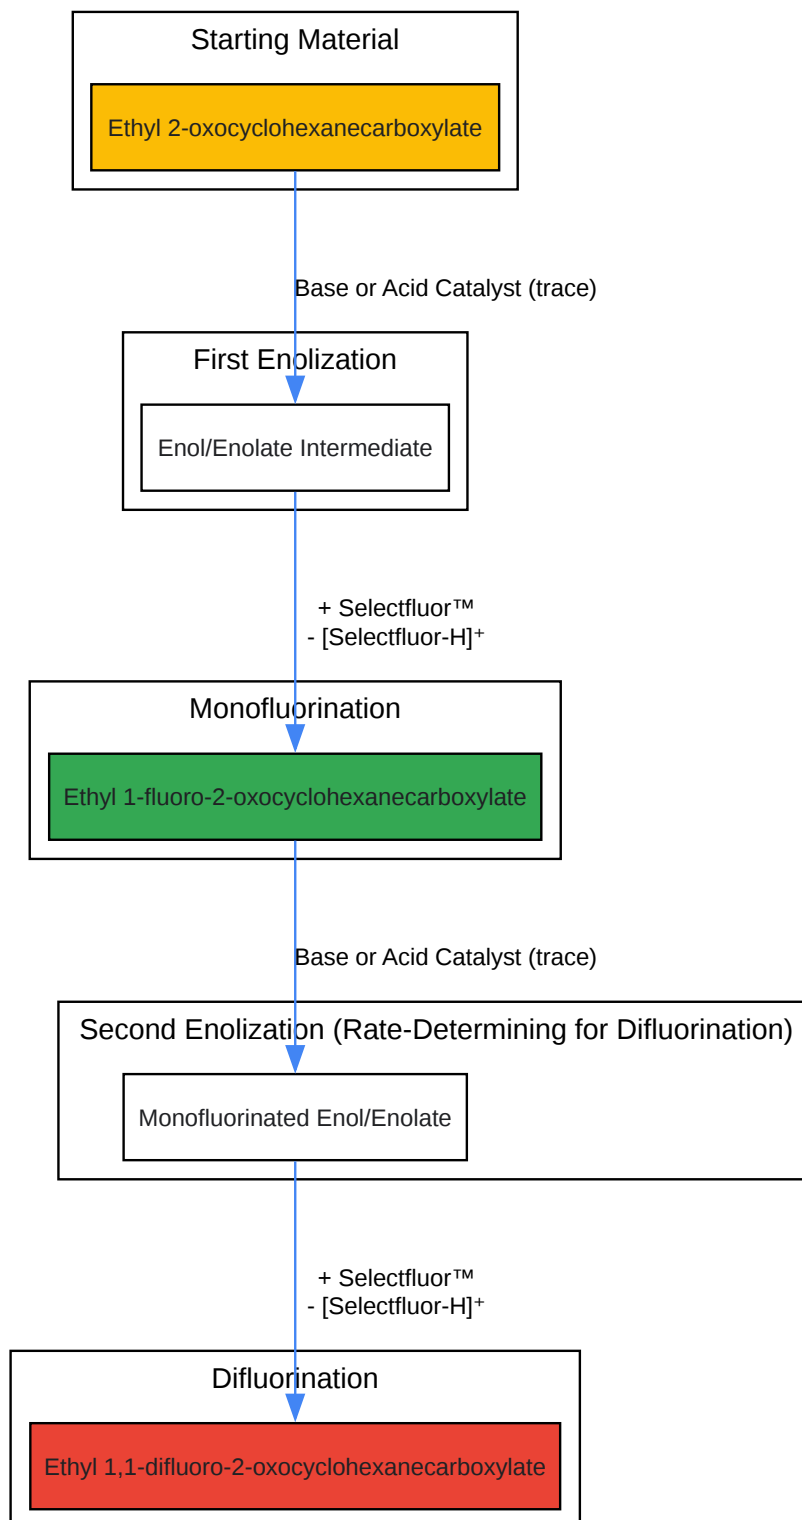 Starting Material
Ethyl 2-oxocyclohexanecarboxylate
Base or Acid Catalyst (trace)
First Enolization
Enol/Enolate Intermediate
+ Selectfluor™
- [Selectfluor-H]⁺
Monofluorination
Ethyl 1-fluoro-2-oxocyclohexanecarboxylate
Base or Acid Catalyst (trace)
Second Enolization (Rate-Determining for Difluorination)
Monofluorinated Enol/Enolate
+ Selectfluor™
- [Selectfluor-H]⁺
Difluorination
Ethyl 1,1-difluoro-2-oxocyclohexanecarboxylate